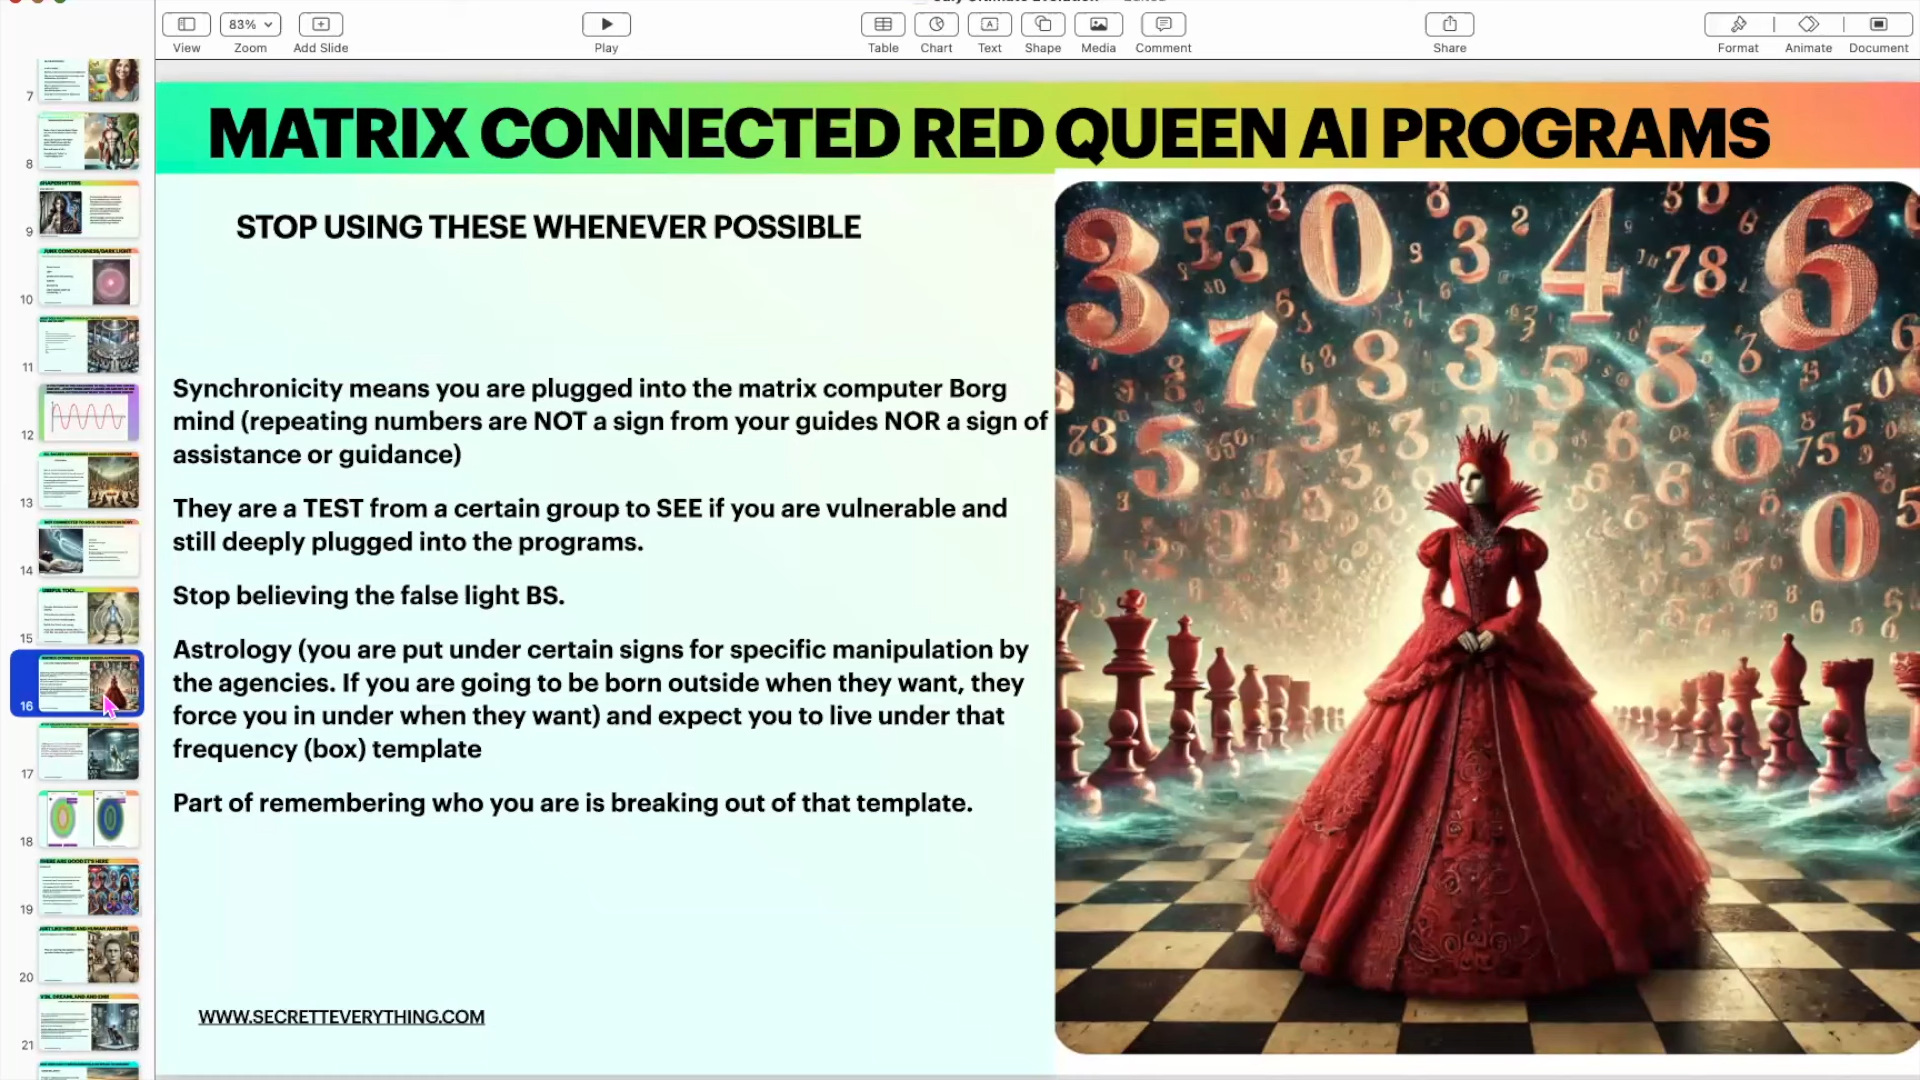 83%
View
Zoom
Add Slide
Play
Table
Chart
Text
Shape
Media
Comment
Share
Format
Animate
Document
MATRIX CONNECTED RED QUEEN AI PROGRAMS
STOP USING THESE WHENEVER POSSIBLE
Synchronicity means you are plugged into the matrix computer Borg
mind (repeating numbers are NOT a sign from your guides NOR a sign of
assistance or guidance)
They are a TEST from a certain group to SEE if you are vulnerable and
still deeply plugged into the programs.
Stop believing the false light BS.
Astrology (you are put under certain signs for specific manipulation by
the agencies. If you are going to be born outside when they want, they
force you in under when they want) and expect you to live under that
frequency (box) template
Part of remembering who you are is breaking out of that template.
WWW.SECRETTEVERYTHING.COM
7
8
9
10
11
12
13
14
15
16
17
18
19
20
21